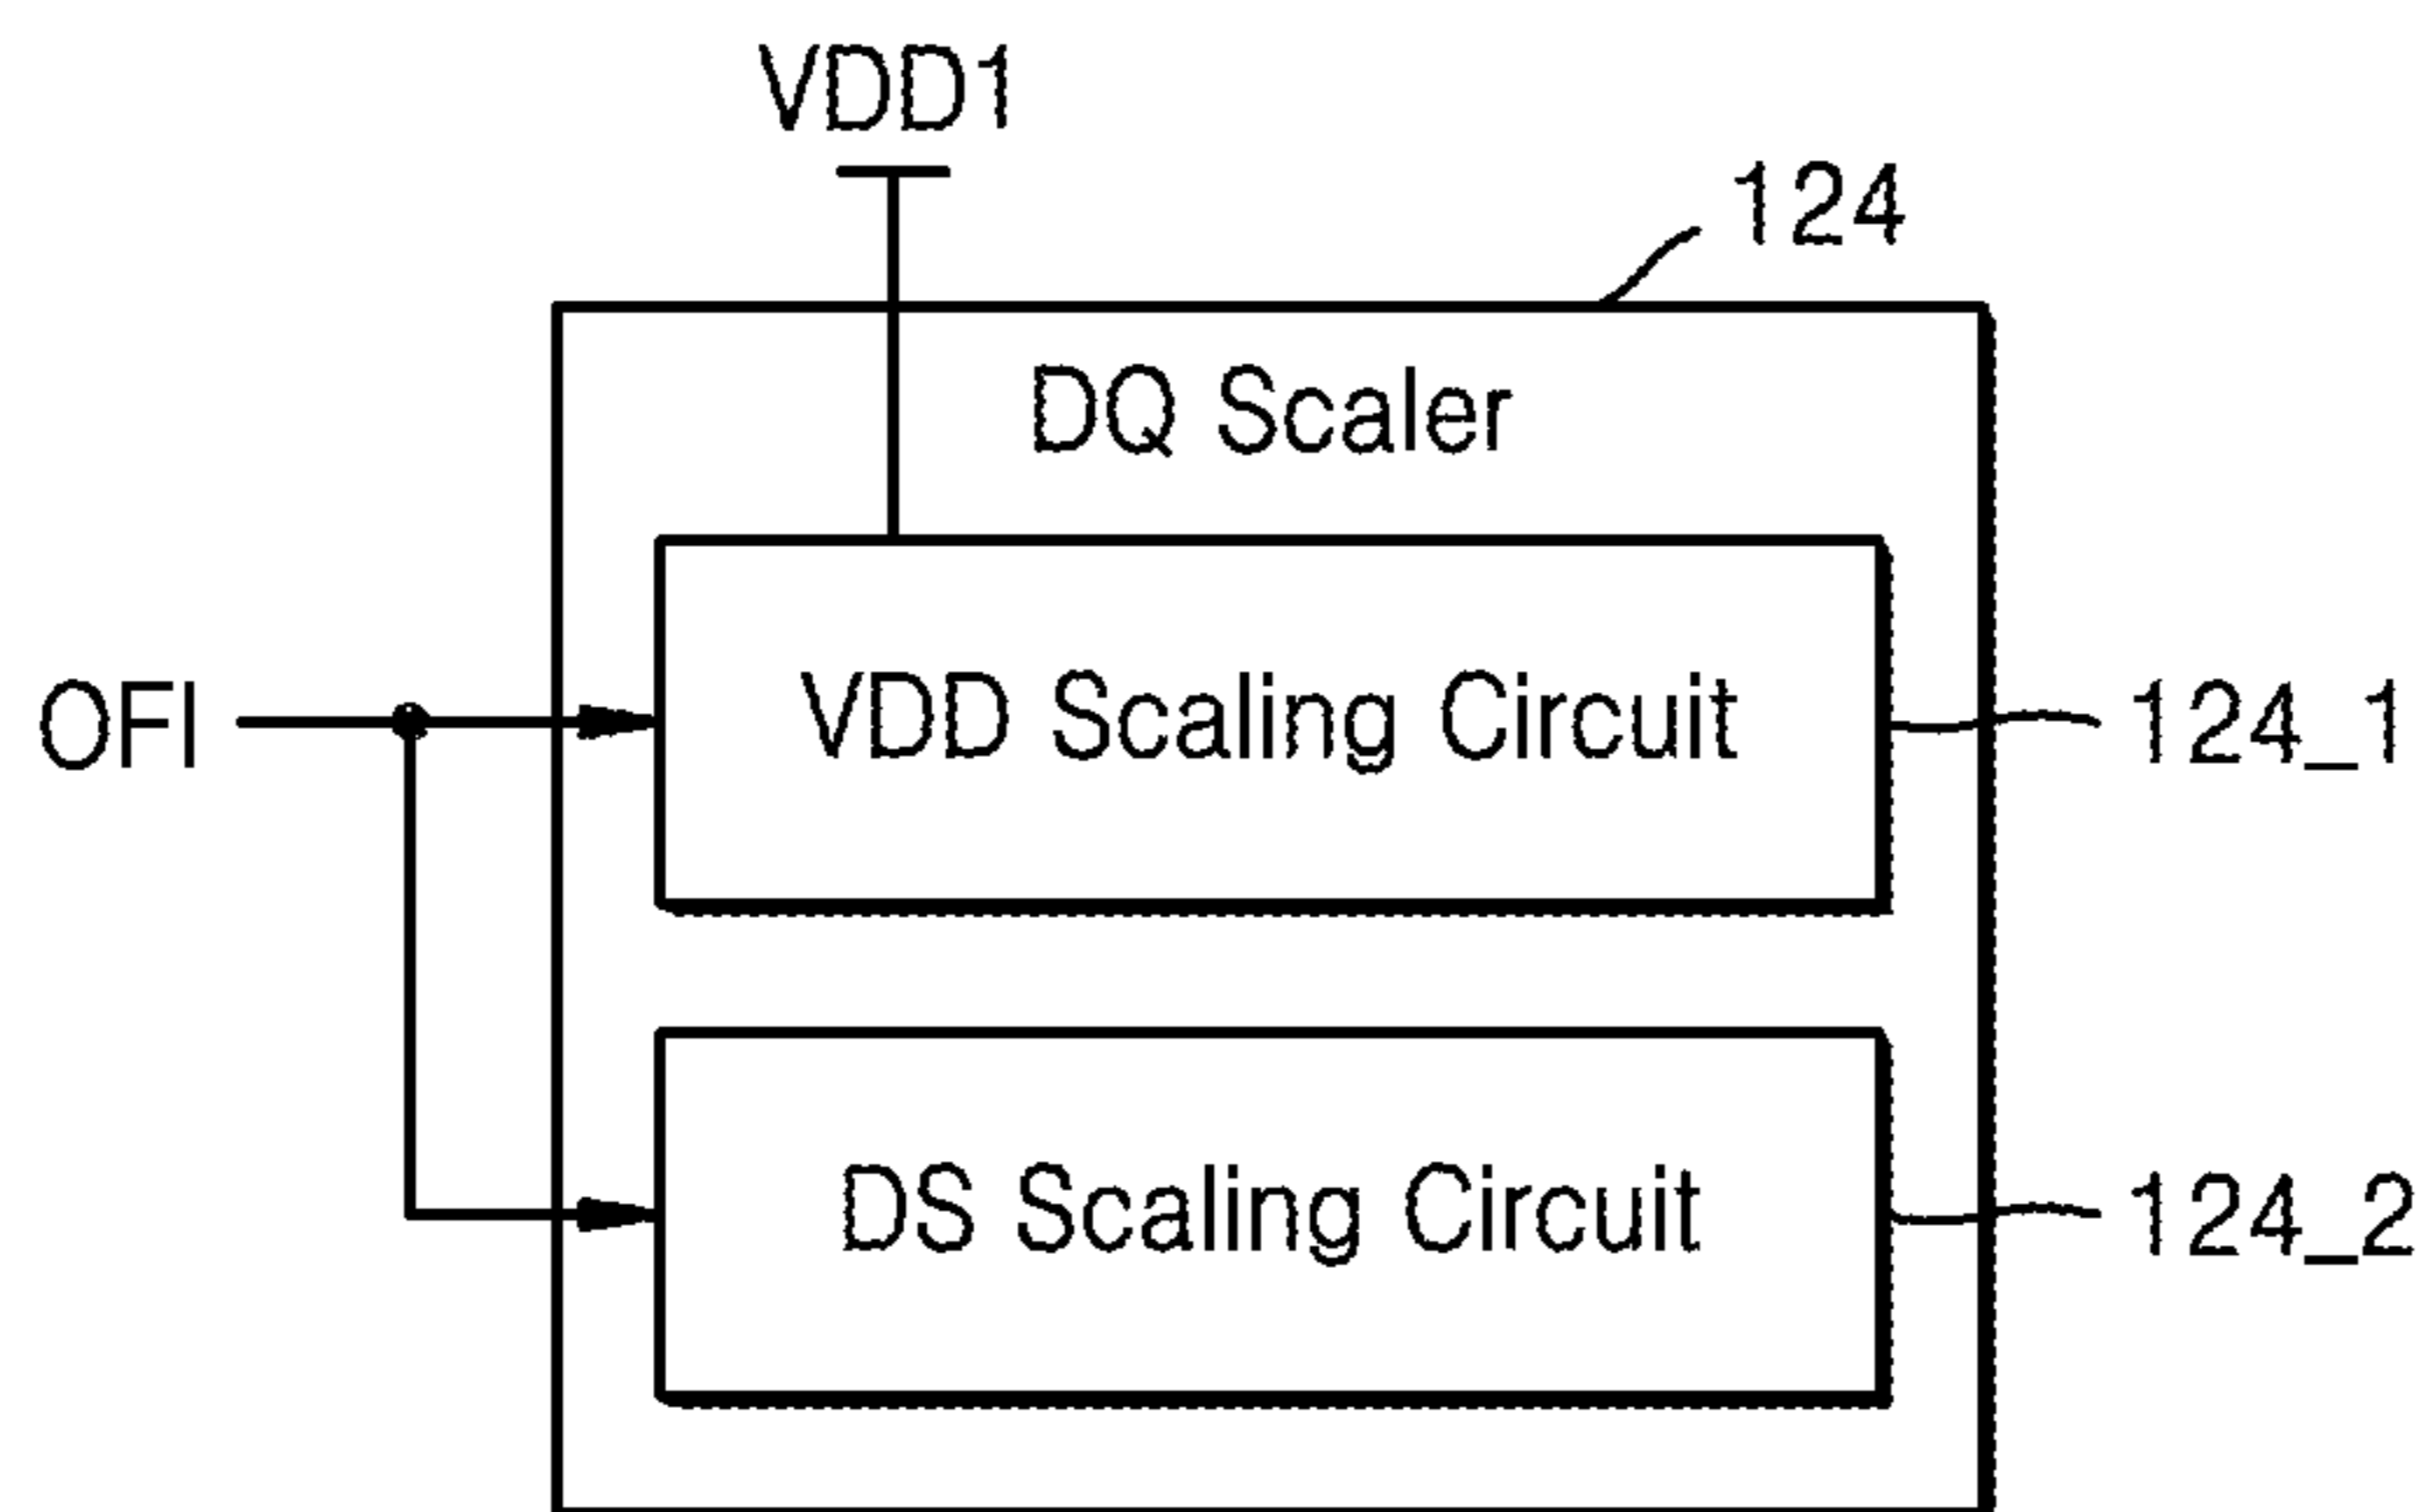 VDD1
124
DQ Scaler
OFI
VDD Scaling Circuit
124_1
DS Scaling Circuit
124_2